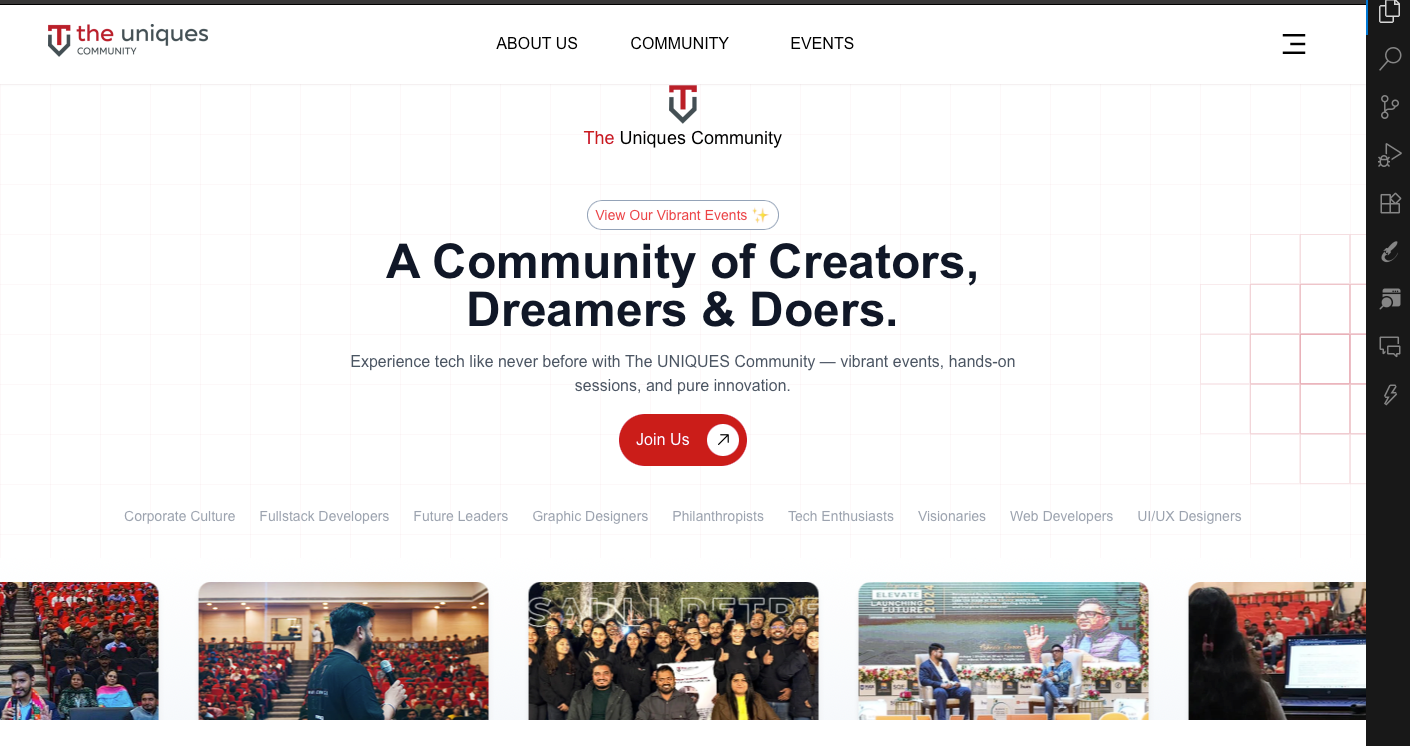 the uniques
COMMUNITY
ABOUT US COMMUNITY EVENTS
The Uniques Community
View Our Vibrant Events ✨
A Community of Creators,
Dreamers & Doers.
Experience tech like never before with The UNIQUES Community — vibrant events, hands-on
sessions, and pure innovation.
Join Us
Corporate Culture Fullstack Developers Future Leaders Graphic Designers Philanthropists Tech Enthusiasts Visionaries Web Developers UI/UX Designers
ELEVATE
LAUNCHING
FUTURE
2024